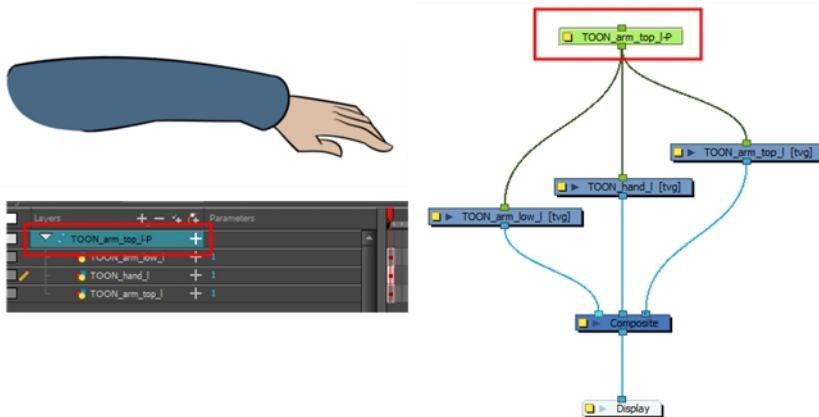 Layers
Parameters
TOON_arm_top_l-P
TOON_arm_low_l
1
TOON_hand_l
1
TOON_arm_top_l
1
TOON_arm_top_l-P
TOON_arm_top_l [tvg]
TOON_hand_l [tvg]
TOON_arm_low_l [tvg]
Composite
Display